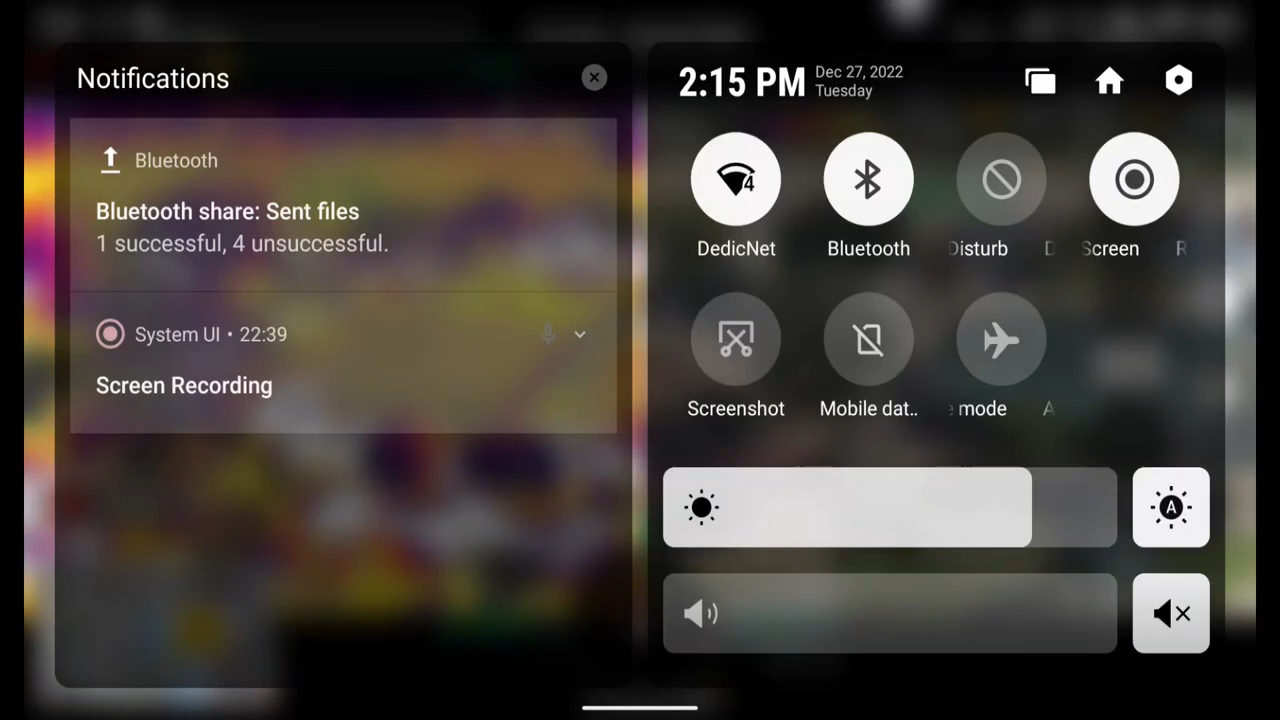 Notifications
Bluetooth
Bluetooth share: Sent files
1 successful, 4 unsuccessful.
System UI • 22:39
Screen Recording
2:15 PM
Dec 27, 2022
Tuesday
4
DedicNet
Bluetooth
Disturb D
Screen R
Screenshot
Mobile dat..
e mode A
A